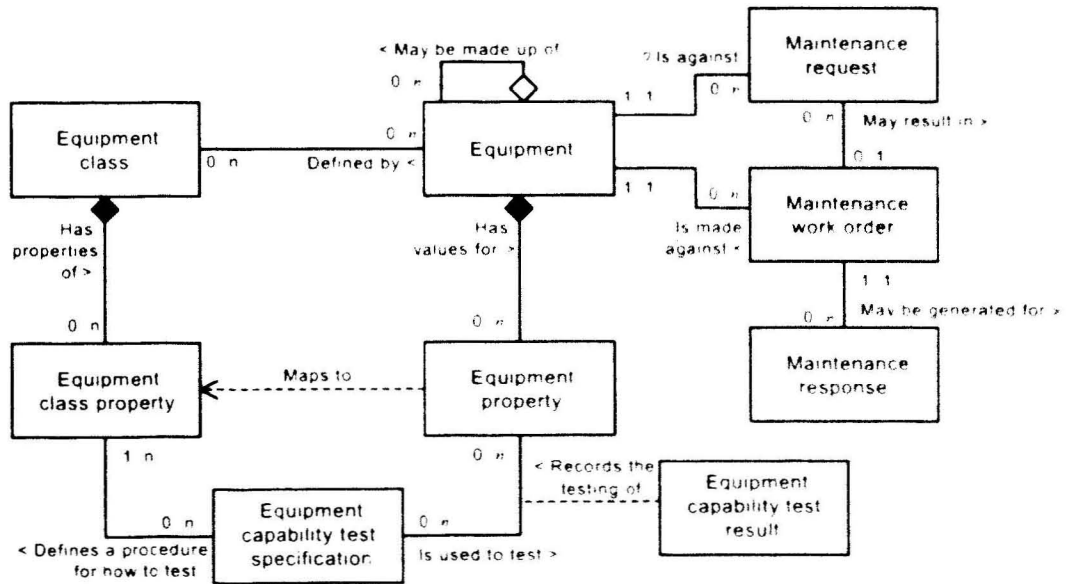 < May be made up of
0 n
? Is against
Maintenance
request
1 1
0 n
0 n
May result in >
0 1
Equipment
class
0 n
0 n
Defined by <
Equipment
1 1
0 n
Is made
against <
Maintenance
work order
Has
properties
of >
Has
values for >
1 1
May be generated for >
0 n
0 n
0 n
Equipment
class property
Maps to
Equipment
property
Maintenance
response
1 n
0 n
< Records the
testing of
Equipment
capability test
result
0 n
< Defines a procedure
for how to test
Equipment
capability test
specification
0 n
Is used to test >